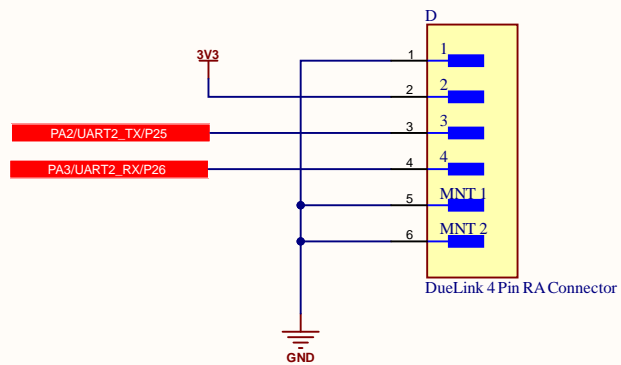 D
3V3
1 1
2 2
PA2/UART2_TX/P25 3 3
PA3/UART2_RX/P26 4 4
5 MNT 1
6 MNT 2
DueLink 4 Pin RA Connector
GND